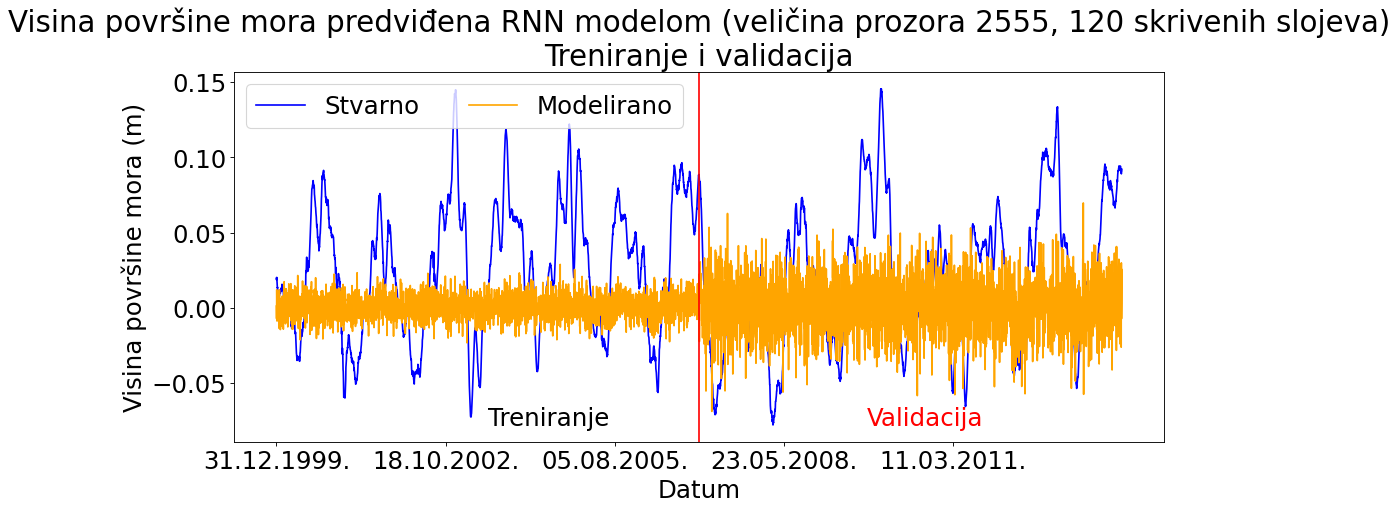 Visina površine mora predviđena RNN modelom (veličina prozora 2555, 120 skrivenih slojeva)
Treniranje i validacija
Stvarno
Modelirano
Visina površine mora (m)
0.15
0.10
0.05
0.00
−0.05
Treniranje
Validacija
31.12.1999.
18.10.2002.
05.08.2005.
23.05.2008.
11.03.2011.
Datum